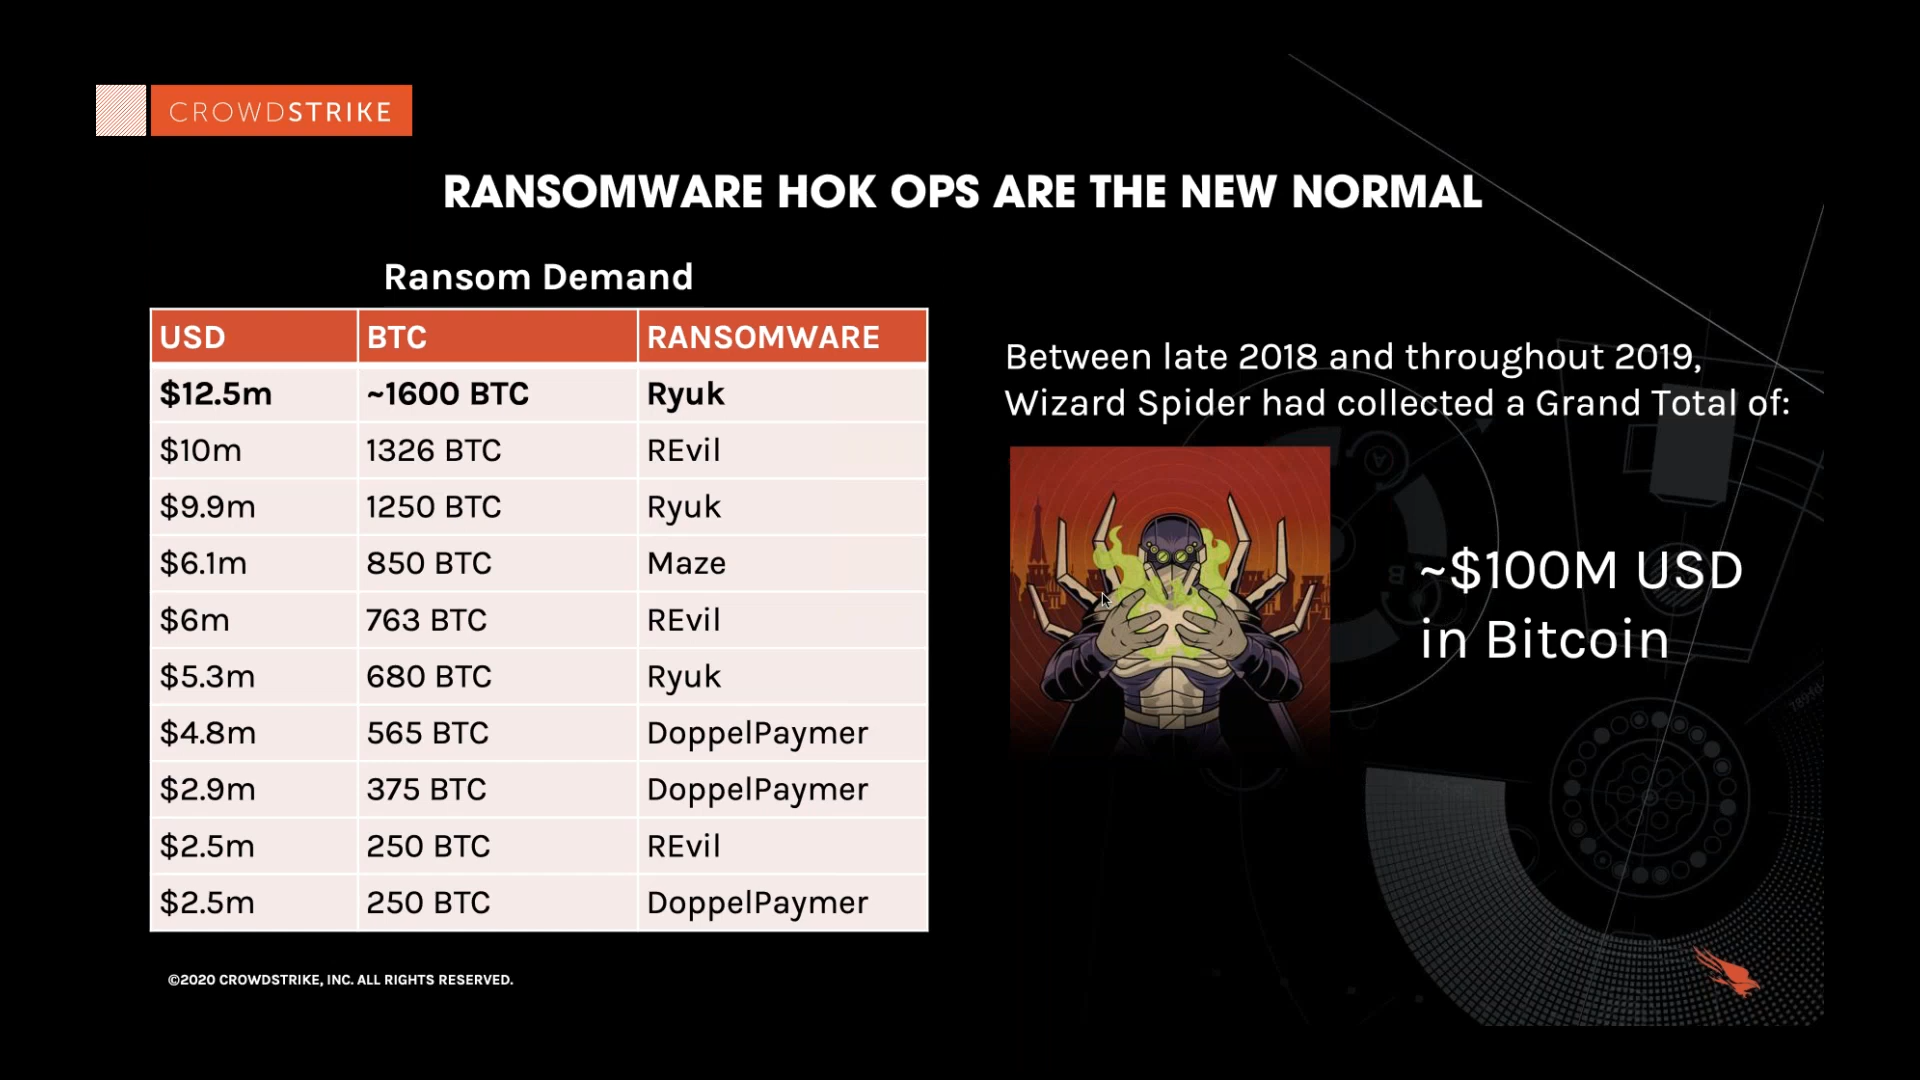 CROWDSTRIKE
RANSOMWARE HOK OPS ARE THE NEW NORMAL
Ransom Demand
USD BTC RANSOMWARE
$12.5m ~1600 BTC Ryuk
$10m 1326 BTC REvil
$9.9m 1250 BTC Ryuk
$6.1m 850 BTC Maze
$6m 763 BTC REvil
$5.3m 680 BTC Ryuk
$4.8m 565 BTC DoppelPaymer
$2.9m 375 BTC DoppelPaymer
$2.5m 250 BTC REvil
$2.5m 250 BTC DoppelPaymer
Between late 2018 and throughout 2019,
Wizard Spider had collected a Grand Total of:
~$100M USD
in Bitcoin
A
B
©2020 CROWDSTRIKE, INC. ALL RIGHTS RESERVED.